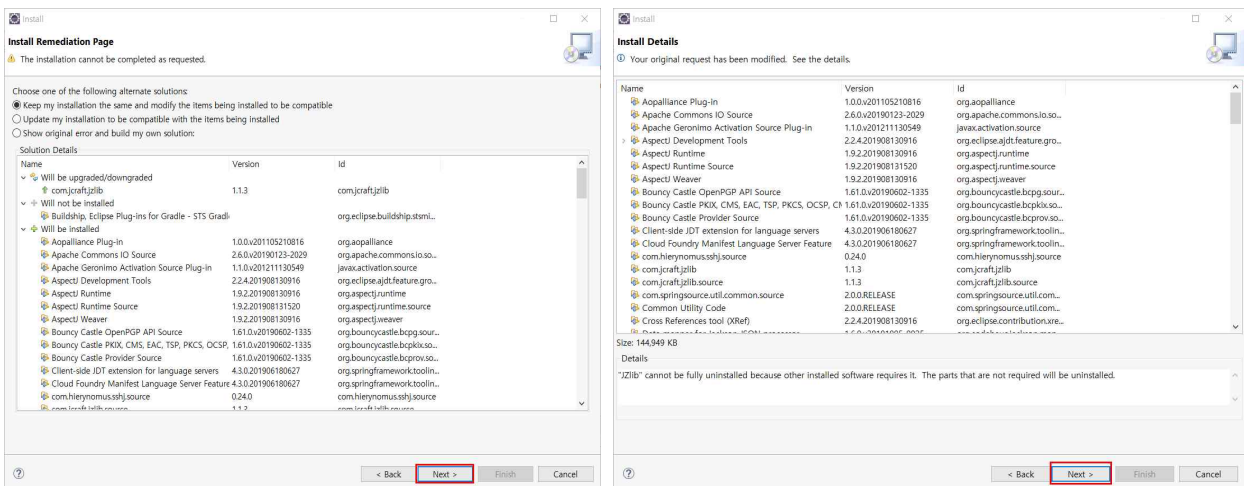 Install
Install Remediation Page
The installation cannot be completed as requested.
Choose one of the following alternate solutions:
Keep my installation the same and modify the items being installed to be compatible
Update my installation to be compatible with the items being installed
Show original error and build my own solution:
Solution Details
Name Version Id
Will be upgraded/downgraded
com.jcraft.jzlib 1.1.3 com.jcraft.jzlib
Will not be installed
Buildship, Eclipse Plug-ins for Gradle - STS Gradl org.eclipse.buildship.stsmi...
Will be installed
Aopalliance Plug-in 1.0.0.v201105210816 org.aopalliance
Apache Commons IO Source 2.6.0.v20190123-2029 org.apache.commons.io.so...
Apache Geronimo Activation Source Plug-in 1.1.0.v201211130549 javax.activation.source
AspectJ Development Tools 2.2.4.201908130916 org.eclipse.ajdt.feature.gro...
AspectJ Runtime 1.9.2.201908130916 org.aspectj.runtime
AspectJ Runtime Source 1.9.2.201908131520 org.aspectj.runtime.source
AspectJ Weaver 1.9.2.201908130916 org.aspectj.weaver
Bouncy Castle OpenPGP API Source 1.61.0.v20190602-1335 org.bouncycastle.bcpg.sour...
Bouncy Castle PKIX, CMS, EAC, TSP, PKCS, OCSP, 1.61.0.v20190602-1335 org.bouncycastle.bcpkix.so...
Bouncy Castle Provider Source 1.61.0.v20190602-1335 org.bouncycastle.bcprov.so...
Client-side JDT extension for language servers 4.3.0.201906180627 org.springframework.toolin...
Cloud Foundry Manifest Language Server Feature 4.3.0.201906180627 org.springframework.toolin...
com.hierynomus.sshj.source 0.24.0 com.hierynomus.sshj.source
com.jcraft.jzlib.source 1.1.3 com.jcraft.jzlib.source
< Back Next > Finish Cancel
Install
Install Details
Your original request has been modified. See the details.
Name Version Id
Aopalliance Plug-in 1.0.0.v201105210816 org.aopalliance
Apache Commons IO Source 2.6.0.v20190123-2029 org.apache.commons.io.so...
Apache Geronimo Activation Source Plug-in 1.1.0.v201211130549 javax.activation.source
AspectJ Development Tools 2.2.4.201908130916 org.eclipse.ajdt.feature.gro...
AspectJ Runtime 1.9.2.201908130916 org.aspectj.runtime
AspectJ Runtime Source 1.9.2.201908131520 org.aspectj.runtime.source
AspectJ Weaver 1.9.2.201908130916 org.aspectj.weaver
Bouncy Castle OpenPGP API Source 1.61.0.v20190602-1335 org.bouncycastle.bcpg.sour...
Bouncy Castle PKIX, CMS, EAC, TSP, PKCS, OCSP, CN 1.61.0.v20190602-1335 org.bouncycastle.bcpkix.so...
Bouncy Castle Provider Source 1.61.0.v20190602-1335 org.bouncycastle.bcprov.so...
Client-side JDT extension for language servers 4.3.0.201906180627 org.springframework.toolin...
Cloud Foundry Manifest Language Server Feature 4.3.0.201906180627 org.springframework.toolin...
com.hierynomus.sshj.source 0.24.0 com.hierynomus.sshj.source
com.jcraft.jzlib 1.1.3 com.jcraft.jzlib
com.jcraft.jzlib.source 1.1.3 com.jcraft.jzlib.source
com.springsource.util.common.source 2.0.0.RELEASE com.springsource.util.com...
Common Utility Code 2.0.0.RELEASE com.springsource.util.com...
Cross References tool (XRef) 2.2.4.201908130916 org.eclipse.contribution.xre...
Size: 144,949 KB
Details
"JZlib" cannot be fully uninstalled because other installed software requires it. The parts that are not required will be uninstalled.
< Back Next > Finish Cancel